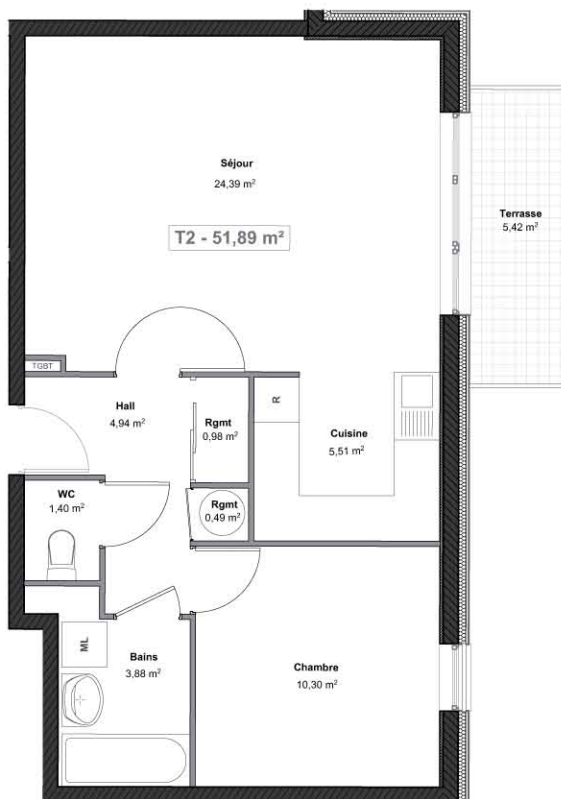 Séjour
24,39 m²
T2 - 51,89 m²
Terrasse
5,42 m²
TGBT
Hall
4,94 m²
Rgmt
0,98 m²
R
Cuisine
5,51 m²
WC
1,40 m²
Rgmt
0,49 m²
ML
Bains
3,88 m²
Chambre
10,30 m²